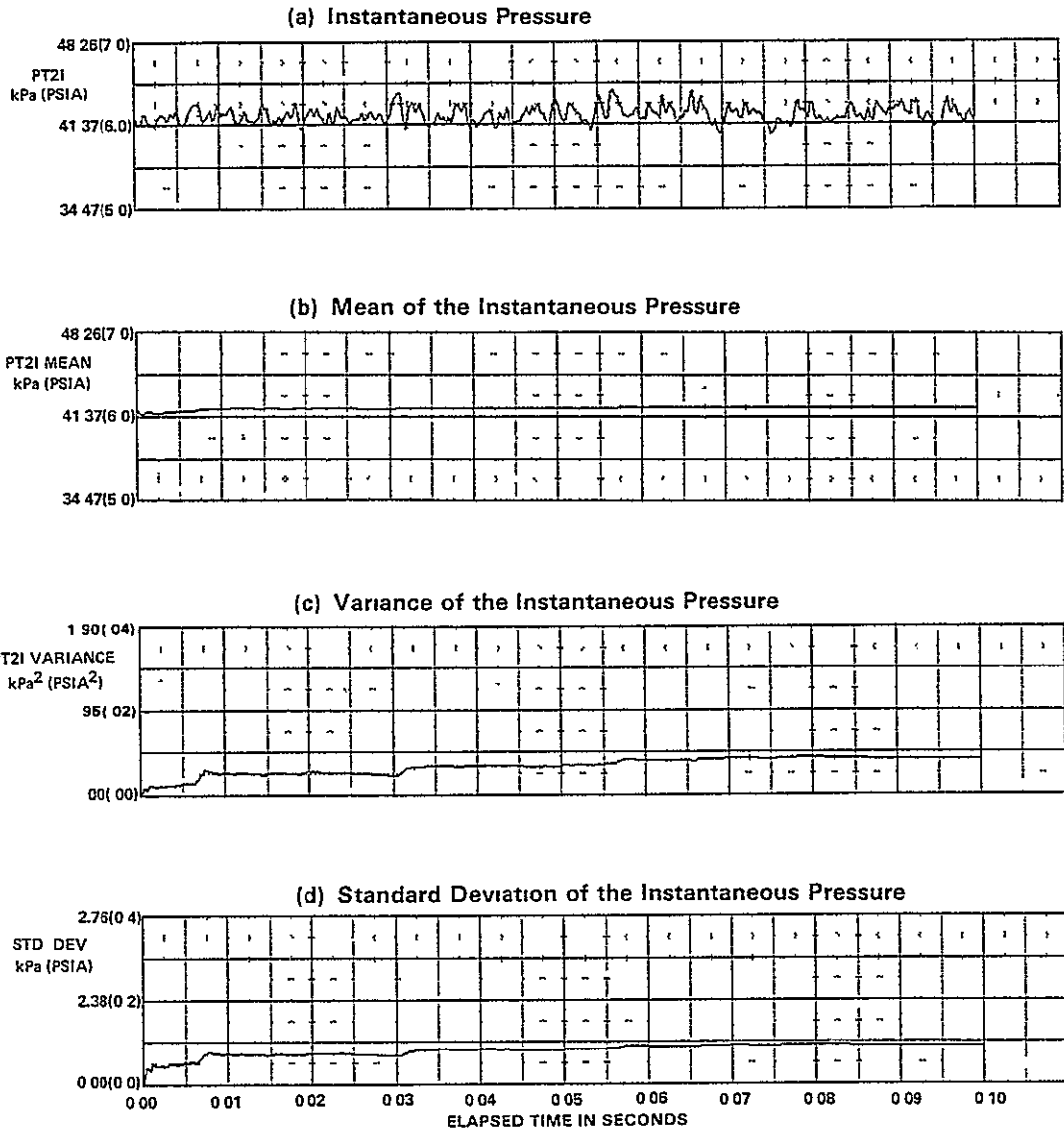 (a) Instantaneous Pressure
48 26(7 0)
PT2I
kPa (PSIA)
41 37(6.0)
34 47(5 0)
(b) Mean of the Instantaneous Pressure
48 26(7 0)
PT2I MEAN
kPa (PSIA)
41 37(6 0)
34 47(5 0)
(c) Variance of the Instantaneous Pressure
1 90( 04)
T2I VARIANCE
kPa2 (PSIA2)
95( 02)
00( 00)
(d) Standard Deviation of the Instantaneous Pressure
2.76(0 4)
STD DEV
kPa (PSIA)
2.38(0 2)
0 00(0 0)
0 00 0 01 0 02 0 03 0 04 0 05 0 06 0 07 0 08 0 09 0 10
ELAPSED TIME IN SECONDS